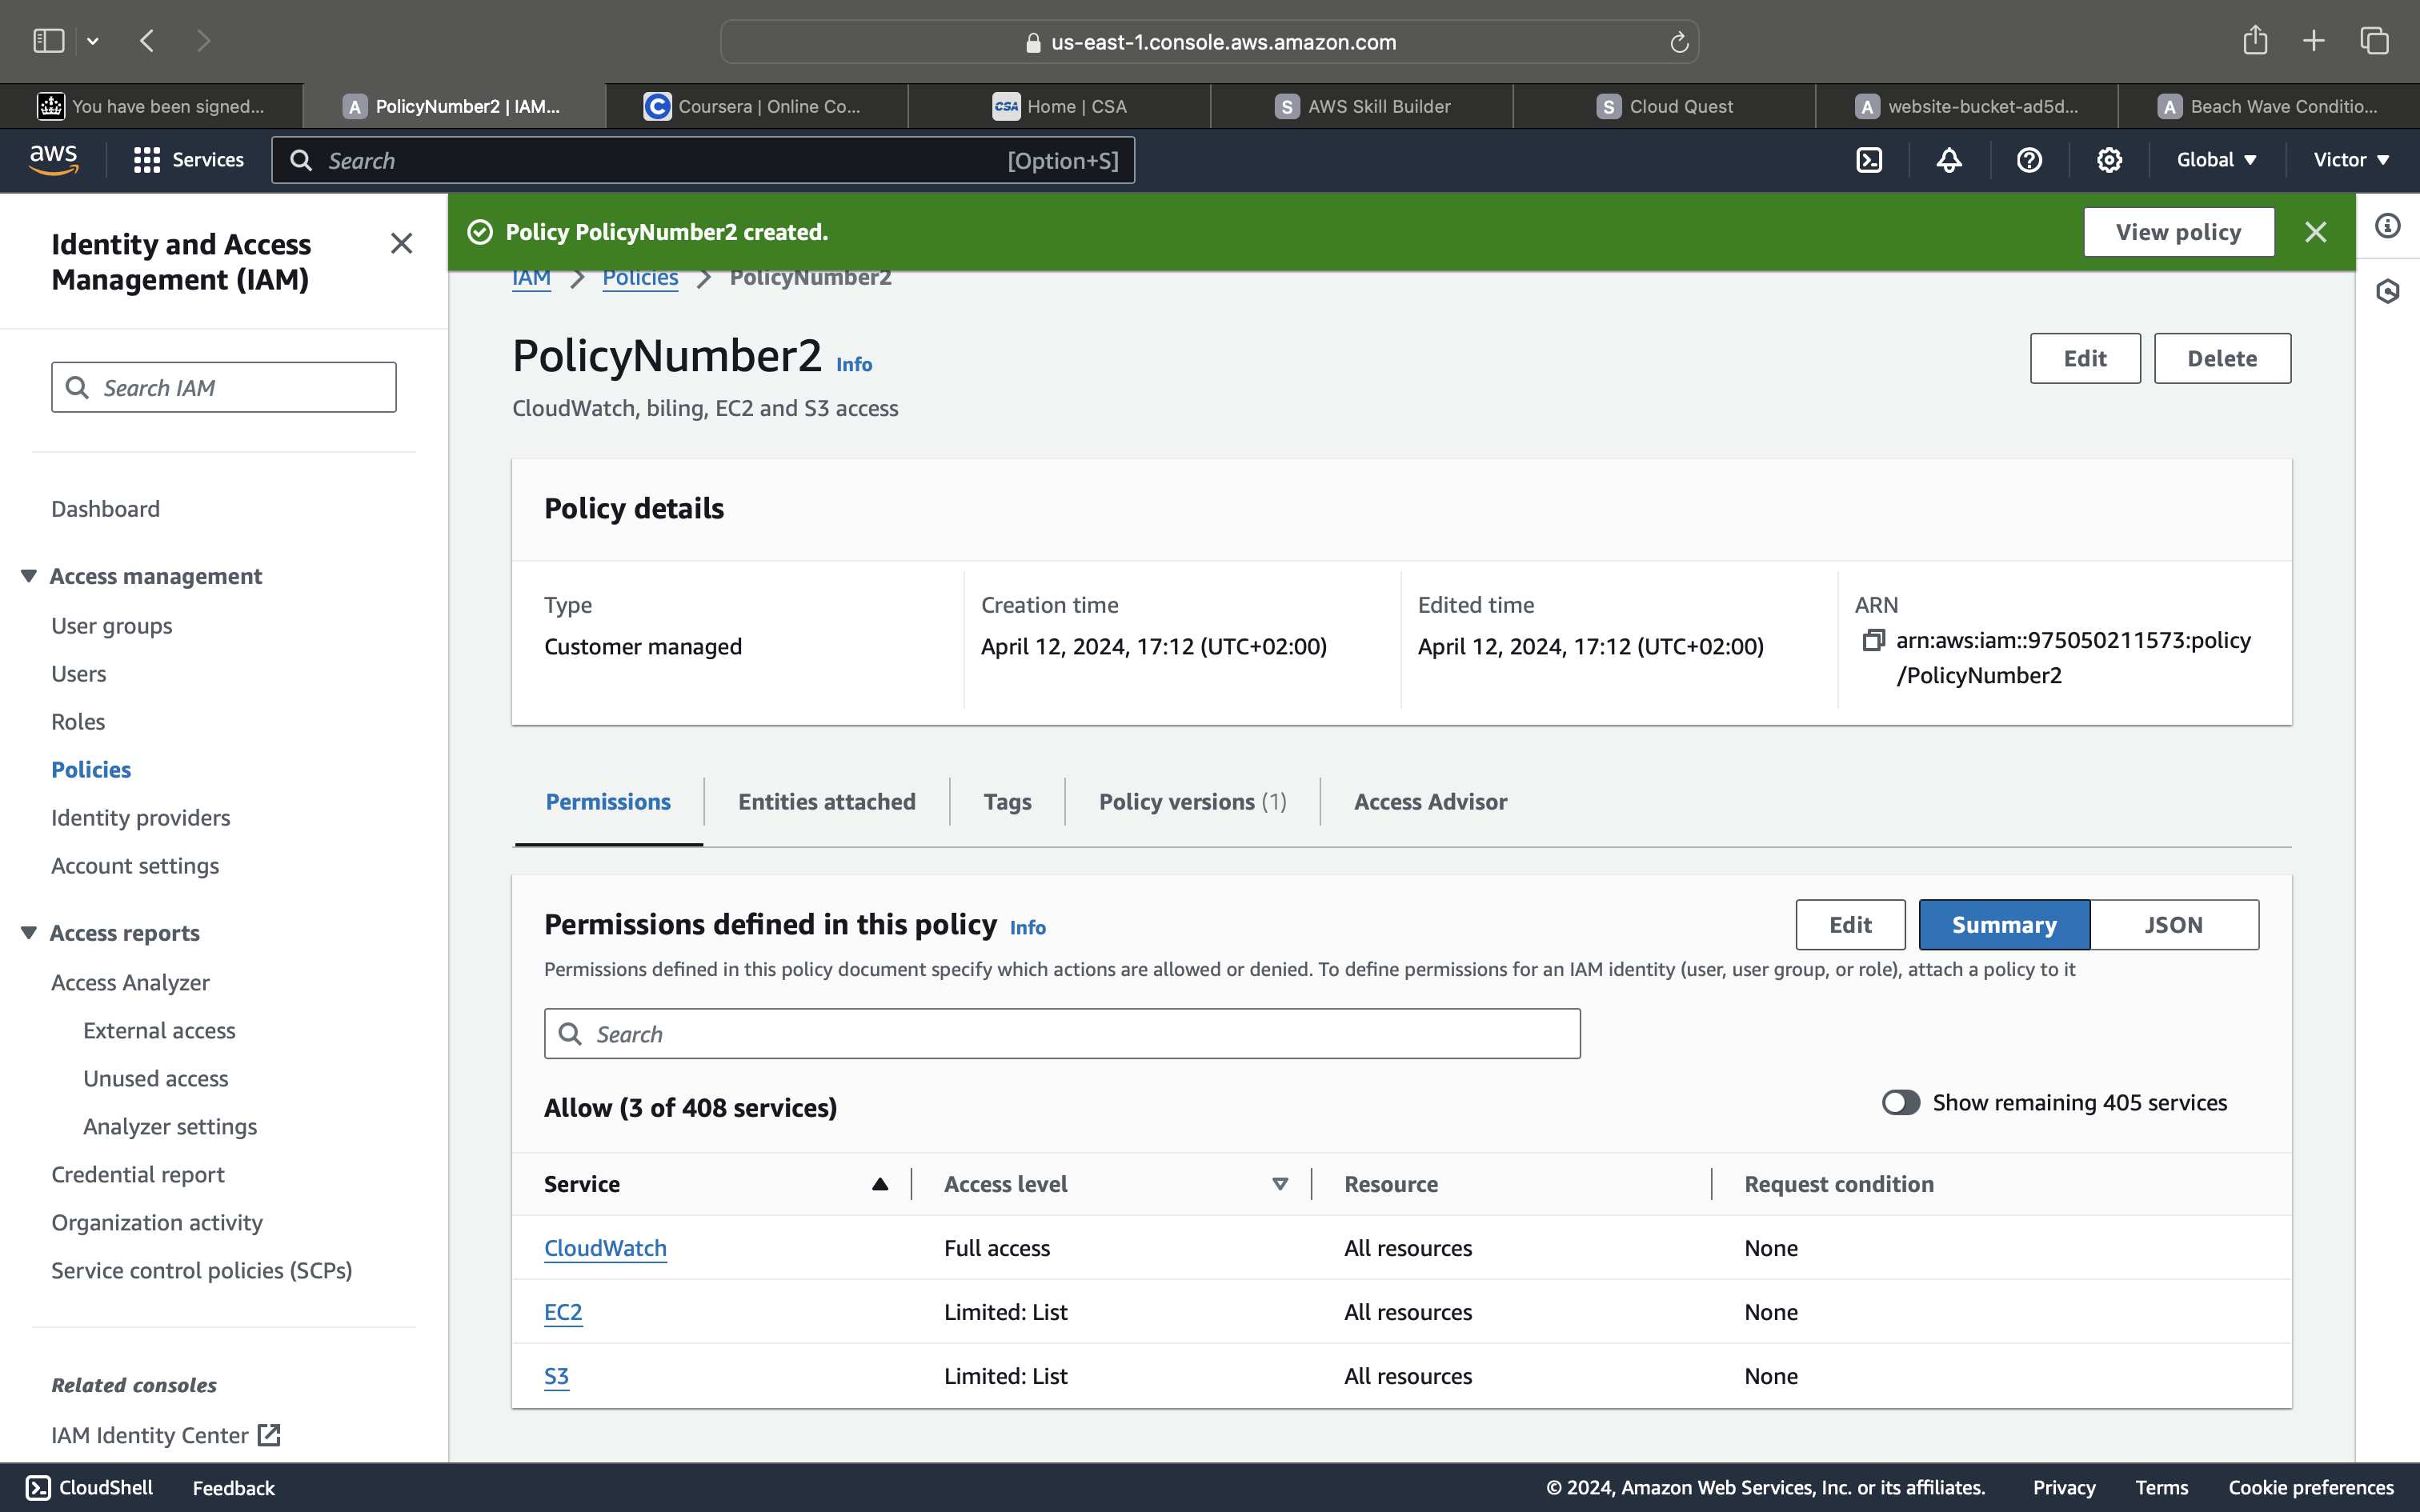 us-east-1.console.aws.amazon.com
You have been signed...
A PolicyNumber2 | IAM...
C Coursera | Online Co...
CSA Home | CSA
S AWS Skill Builder
S Cloud Quest
A website-bucket-ad5d...
A Beach Wave Conditio...
aws
Services
Search
[Option+S]
Global
Victor
Identity and Access
Management (IAM)
Search IAM
Dashboard
Access management
User groups
Users
Roles
Policies
Identity providers
Account settings
Access reports
Access Analyzer
External access
Unused access
Analyzer settings
Credential report
Organization activity
Service control policies (SCPs)
Related consoles
IAM Identity Center
Policy PolicyNumber2 created.
View policy
IAM > Policies > PolicyNumber2
PolicyNumber2 Info
Edit
Delete
CloudWatch, biling, EC2 and S3 access
Policy details
Type
Customer managed
Creation time
April 12, 2024, 17:12 (UTC+02:00)
Edited time
April 12, 2024, 17:12 (UTC+02:00)
ARN
arn:aws:iam::975050211573:policy
/PolicyNumber2
Permissions
Entities attached
Tags
Policy versions (1)
Access Advisor
Permissions defined in this policy Info
Edit
Summary
JSON
Permissions defined in this policy document specify which actions are allowed or denied. To define permissions for an IAM identity (user, user group, or role), attach a policy to it
Search
Allow (3 of 408 services)
Show remaining 405 services
Service Access level Resource Request condition
CloudWatch Full access All resources None
EC2 Limited: List All resources None
S3 Limited: List All resources None
CloudShell
Feedback
© 2024, Amazon Web Services, Inc. or its affiliates.
Privacy
Terms
Cookie preferences